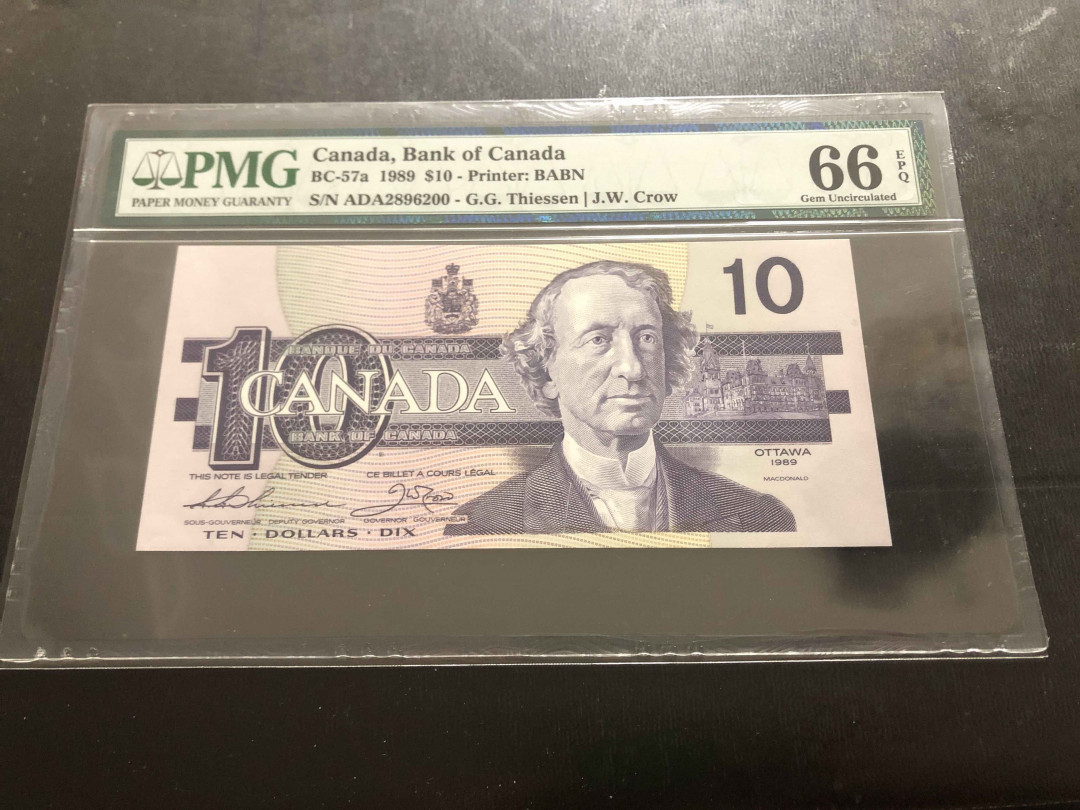 PMG
PAPER MONEY GUARANTY
Canada, Bank of Canada
BC-57a 1989 $10 - Printer: BABN
S/N ADA2896200 - G.G. Thiessen | J.W. Crow
66
EPQ
Gem Uncirculated
10
10
BANQUE DU CANADA
CANADA
BANK OF CANADA
OTTAWA
1989
MACDONALD
THIS NOTE IS LEGAL TENDER
CE BILLET A COURS LÉGAL
SOUS-GOUVERNEUR DEPUTY GOVERNOR
GOVERNOR GOUVERNEUR
TEN · DOLLARS · DIX